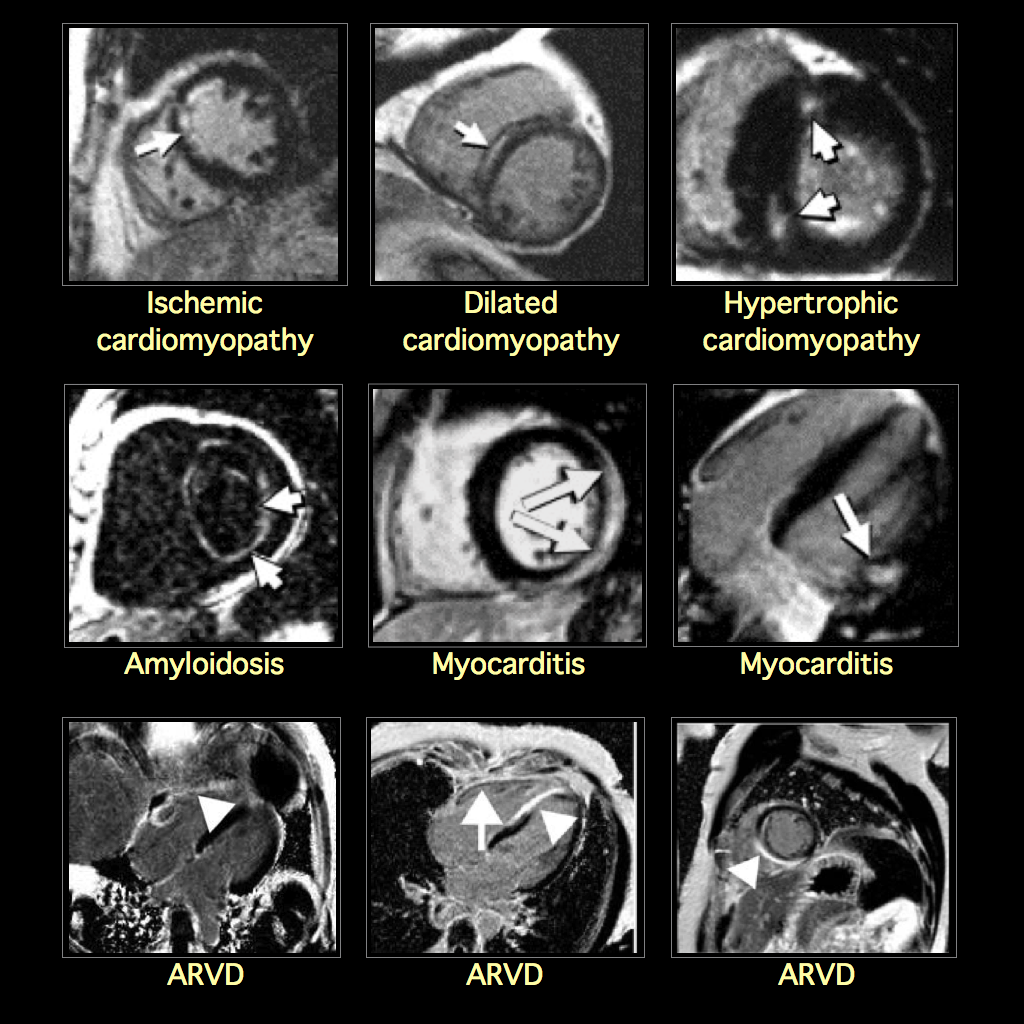 Ischemic
cardiomyopathy
Dilated
cardiomyopathy
Hypertrophic
cardiomyopathy
Amyloidosis
Myocarditis
Myocarditis
ARVD
ARVD
ARVD